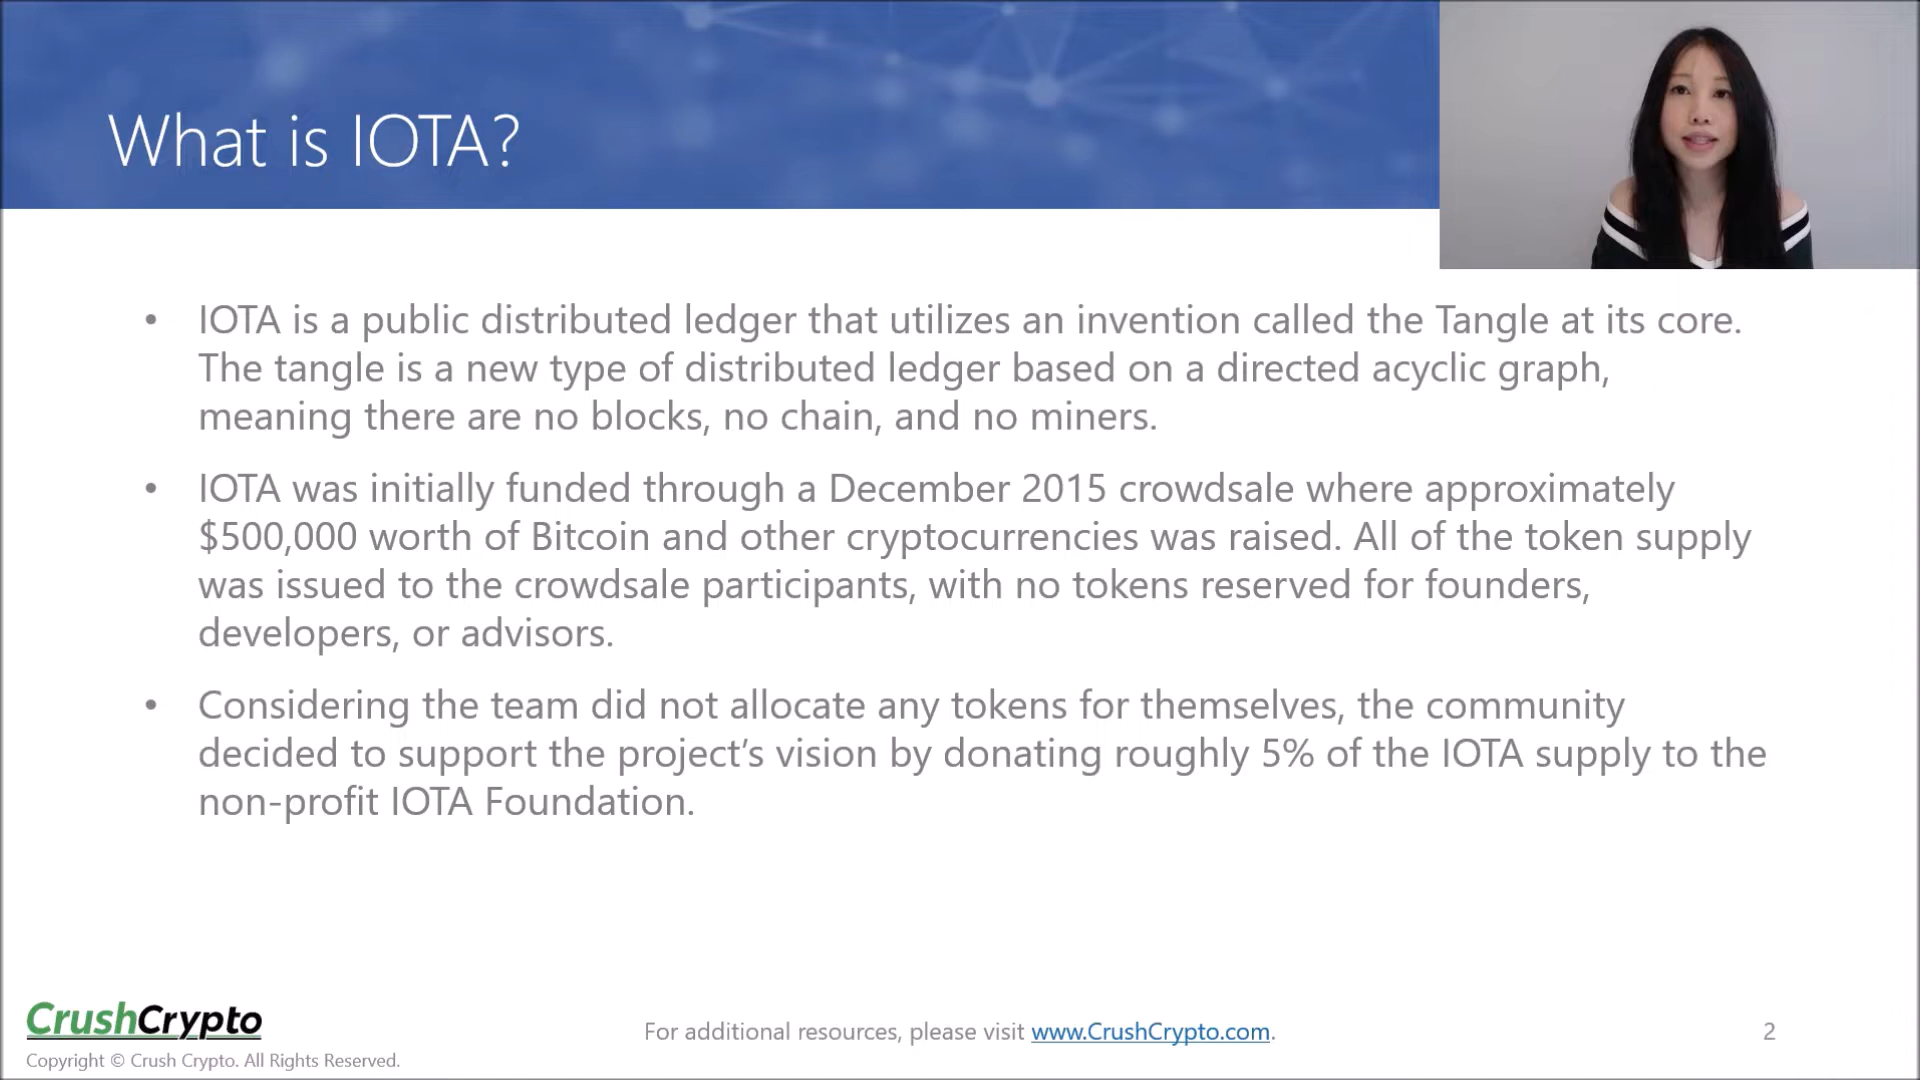 What is IOTA?
• IOTA is a public distributed ledger that utilizes an invention called the Tangle at its core.
The tangle is a new type of distributed ledger based on a directed acyclic graph,
meaning there are no blocks, no chain, and no miners.
• IOTA was initially funded through a December 2015 crowdsale where approximately
$500,000 worth of Bitcoin and other cryptocurrencies was raised. All of the token supply
was issued to the crowdsale participants, with no tokens reserved for founders,
developers, or advisors.
• Considering the team did not allocate any tokens for themselves, the community
decided to support the project’s vision by donating roughly 5% of the IOTA supply to the
non-profit IOTA Foundation.
CrushCrypto
Copyright © Crush Crypto. All Rights Reserved.
For additional resources, please visit www.CrushCrypto.com.
2